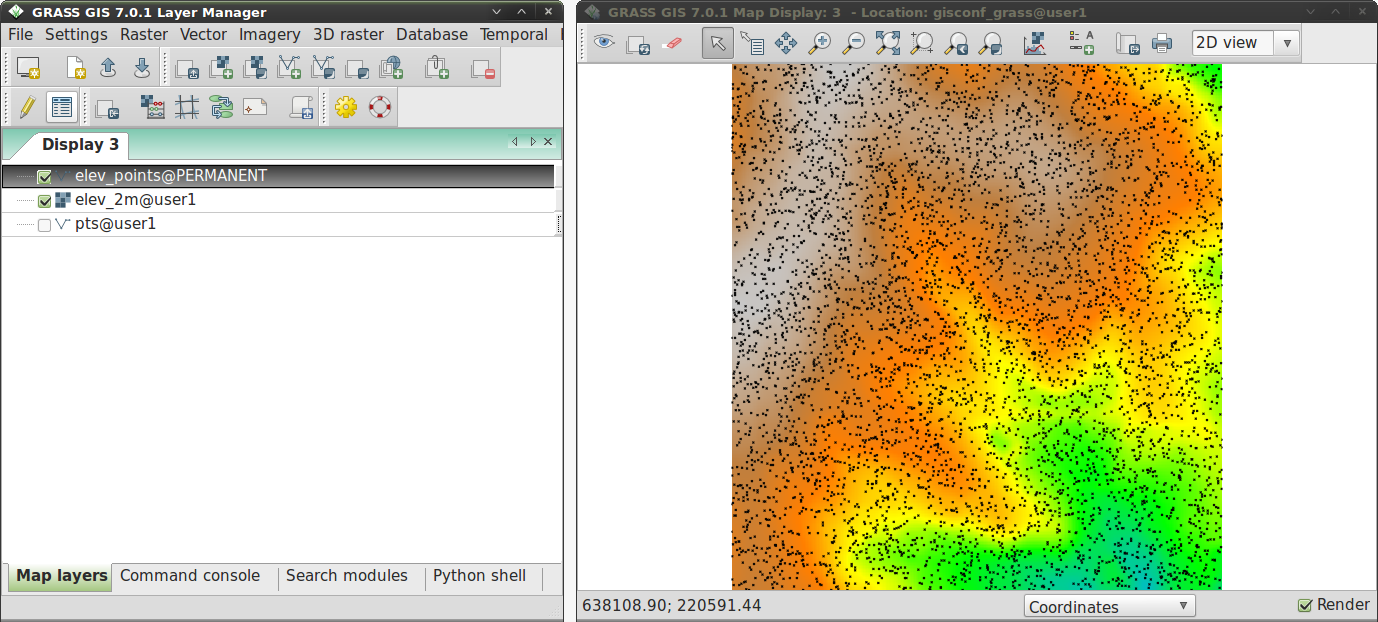 GRASS GIS 7.0.1 Layer Manager
File Settings Raster Vector Imagery 3D raster Database Temporal
Display 3
elev_points@PERMANENT
elev_2m@user1
pts@user1
Map layers Command console Search modules Python shell
GRASS GIS 7.0.1 Map Display: 3 - Location: gisconf_grass@user1
A
2D view
638108.90; 220591.44
Coordinates
Render